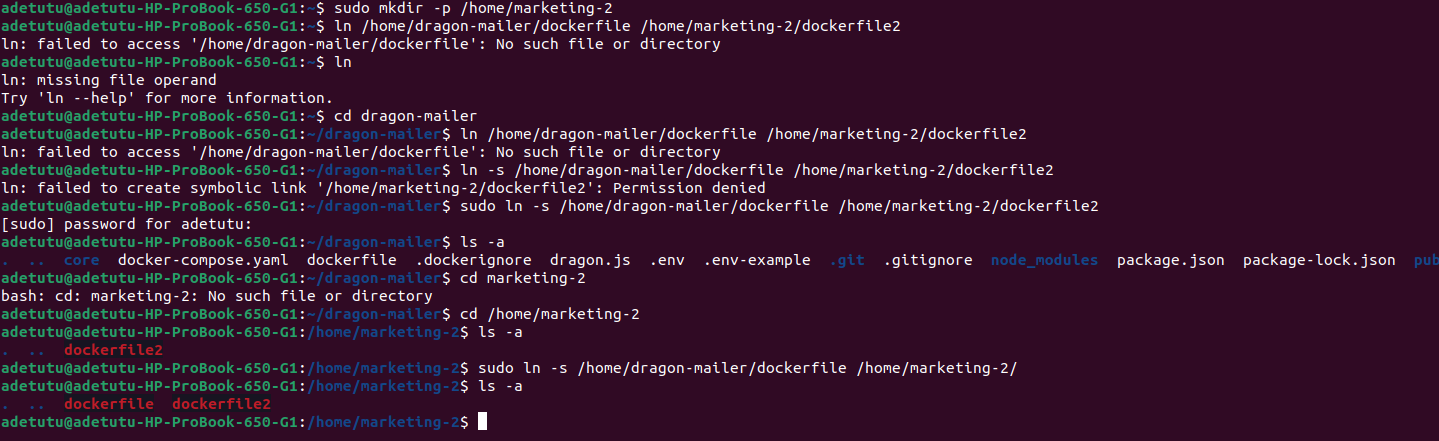 adetutu@adetutu-HP-ProBook-650-G1:~$ sudo mkdir -p /home/marketing-2
adetutu@adetutu-HP-ProBook-650-G1:~$ ln /home/dragon-mailer/dockerfile /home/marketing-2/dockerfile2
ln: failed to access '/home/dragon-mailer/dockerfile': No such file or directory
adetutu@adetutu-HP-ProBook-650-G1:~$ ln
ln: missing file operand
Try 'ln --help' for more information.
adetutu@adetutu-HP-ProBook-650-G1:~$ cd dragon-mailer
adetutu@adetutu-HP-ProBook-650-G1:~/dragon-mailer$ ln /home/dragon-mailer/dockerfile /home/marketing-2/dockerfile2
ln: failed to access '/home/dragon-mailer/dockerfile': No such file or directory
adetutu@adetutu-HP-ProBook-650-G1:~/dragon-mailer$ ln -s /home/dragon-mailer/dockerfile /home/marketing-2/dockerfile2
ln: failed to create symbolic link '/home/marketing-2/dockerfile2': Permission denied
adetutu@adetutu-HP-ProBook-650-G1:~/dragon-mailer$ sudo ln -s /home/dragon-mailer/dockerfile /home/marketing-2/dockerfile2
[sudo] password for adetutu:
adetutu@adetutu-HP-ProBook-650-G1:~/dragon-mailer$ ls -a
. .. core docker-compose.yaml dockerfile .dockerignore dragon.js .env .env-example .git .gitignore node_modules package.json package-lock.json pub
adetutu@adetutu-HP-ProBook-650-G1:~/dragon-mailer$ cd marketing-2
bash: cd: marketing-2: No such file or directory
adetutu@adetutu-HP-ProBook-650-G1:~/dragon-mailer$ cd /home/marketing-2
adetutu@adetutu-HP-ProBook-650-G1:/home/marketing-2$ ls -a
. .. dockerfile2
adetutu@adetutu-HP-ProBook-650-G1:/home/marketing-2$ sudo ln -s /home/dragon-mailer/dockerfile /home/marketing-2/
adetutu@adetutu-HP-ProBook-650-G1:/home/marketing-2$ ls -a
. .. dockerfile dockerfile2
adetutu@adetutu-HP-ProBook-650-G1:/home/marketing-2$